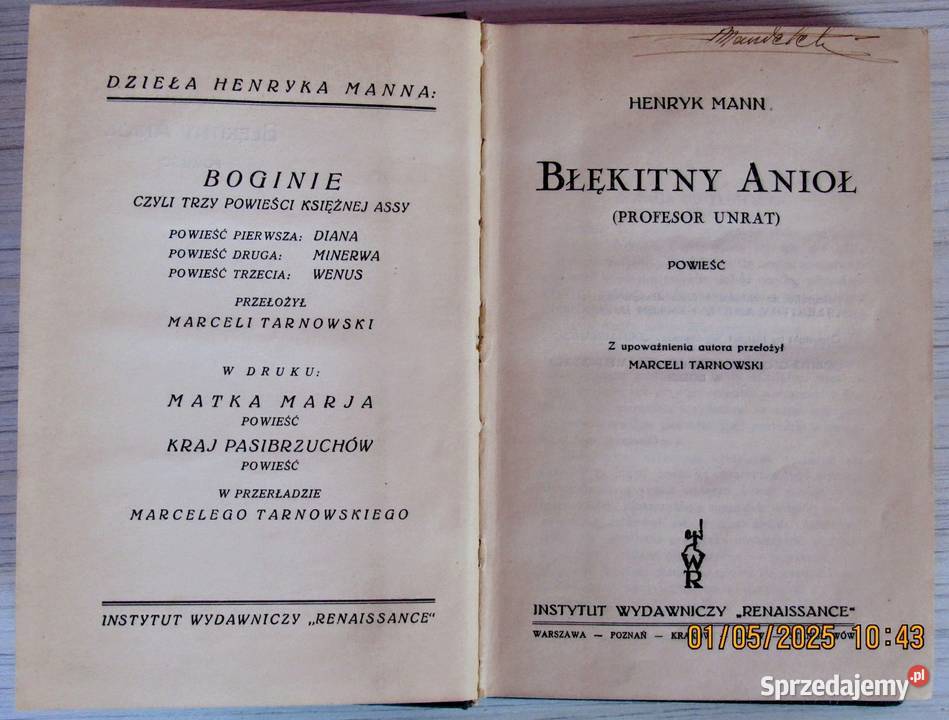 DZIEŁA HENRYKA MANNA:
BOGINIE
CZYLI TRZY POWIEŚCI KSIĘŻNEJ ASSY
POWIEŚĆ PIERWSZA: DIANA
POWIEŚĆ DRUGA: MINERWA
POWIEŚĆ TRZECIA: WENUS
PRZEŁOŻYŁ
MARCELI TARNOWSKI
W DRUKU:
MATKA MARJA
POWIEŚĆ
KRAJ PASIBRZUCHÓW
POWIEŚĆ
W PRZERŁADZIE
MARCELEGO TARNOWSKIEGO
INSTYTUT WYDAWNICZY „RENAISSANCE"
HENRYK MANN
BŁĘKITNY ANIOŁ
(PROFESOR UNRAT)
POWIEŚĆ
Z upoważnienia autora przełożył
MARCELI TARNOWSKI
WR
INSTYTUT WYDAWNICZY „RENAISSANCE"
WARSZAWA — POZNAŃ —
01/05/2025 10:43
Sprzedajemy.pl